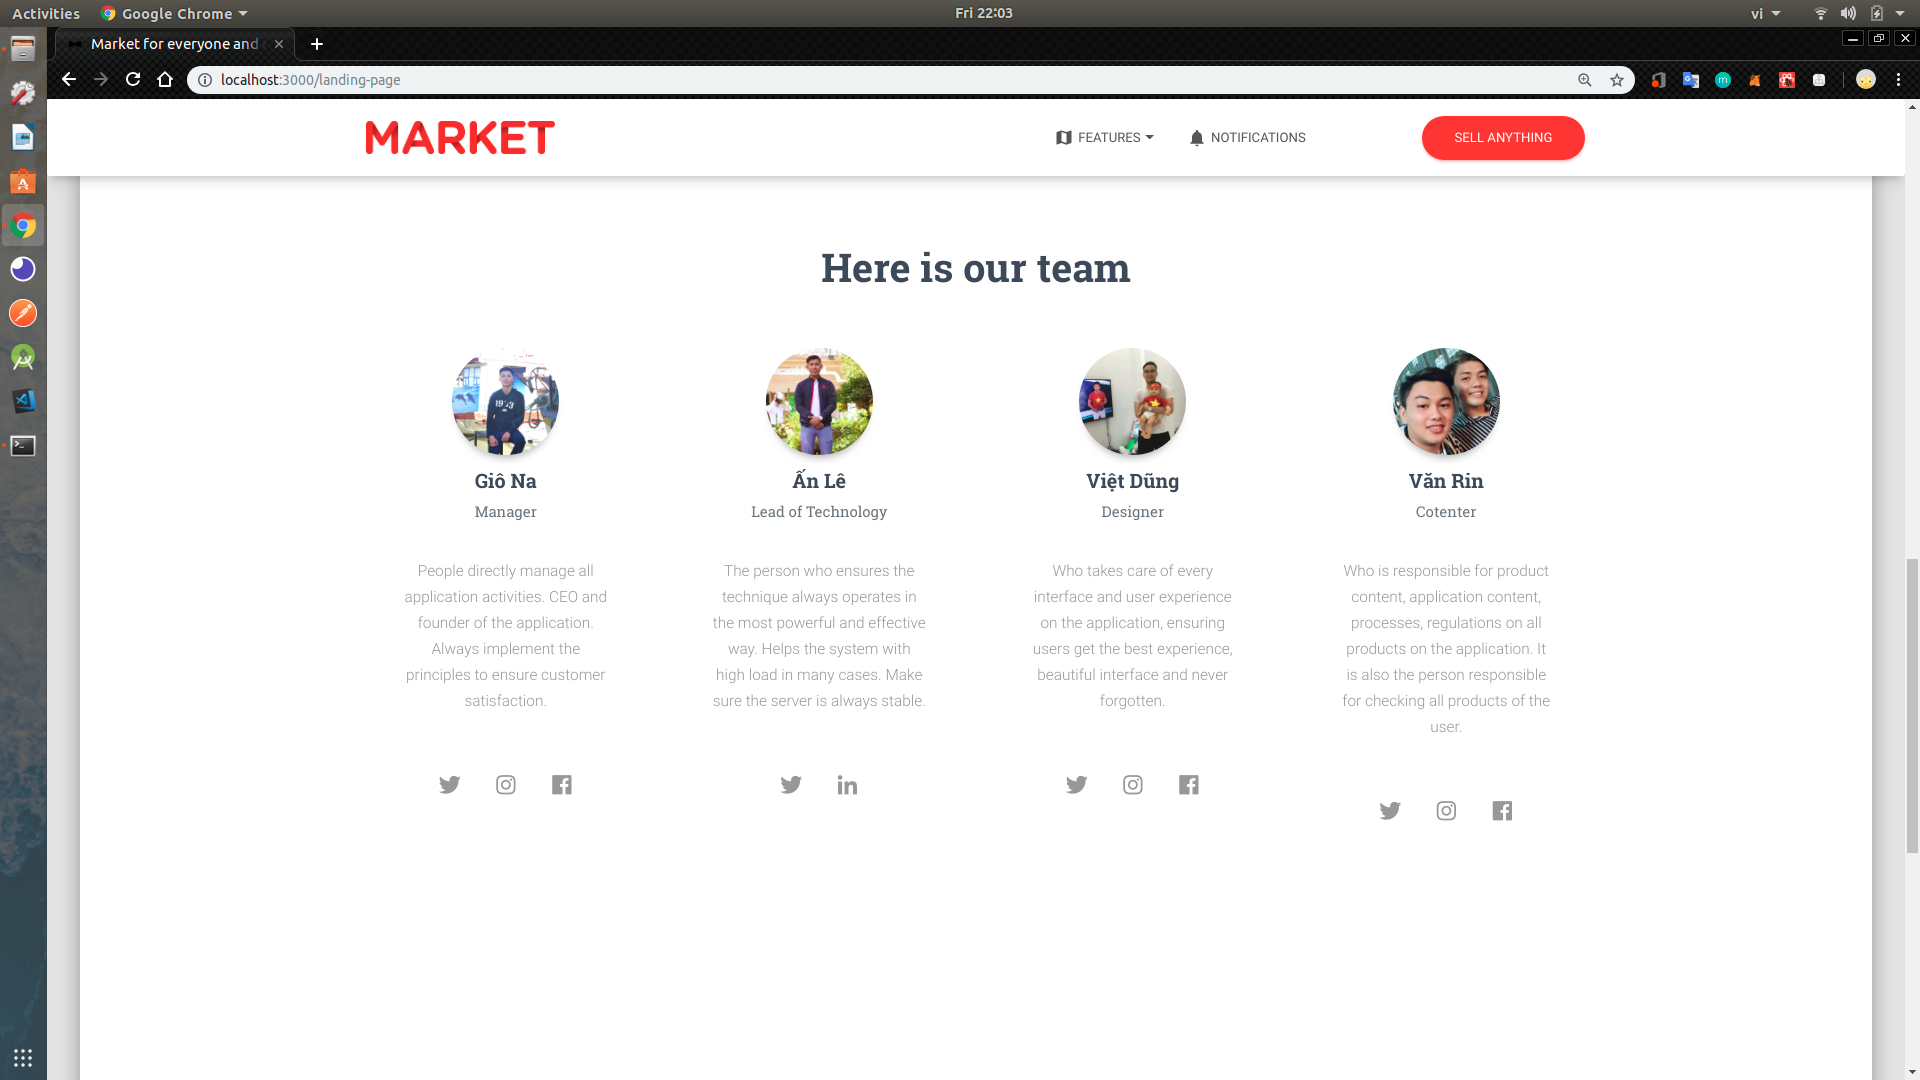 Activities
Google Chrome
Fri 22:03
vi
Market for everyone and
localhost:3000/landing-page
MARKET
FEATURES
NOTIFICATIONS
SELL ANYTHING
Here is our team
Giô Na
Manager
People directly manage all
application activities. CEO and
founder of the application.
Always implement the
principles to ensure customer
satisfaction.
Ấn Lê
Lead of Technology
The person who ensures the
technique always operates in
the most powerful and effective
way. Helps the system with
high load in many cases. Make
sure the server is always stable.
Việt Dũng
Designer
Who takes care of every
interface and user experience
on the application, ensuring
users get the best experience,
beautiful interface and never
forgotten.
Văn Rin
Cotenter
Who is responsible for product
content, application content,
processes, regulations on all
products on the application. It
is also the person responsible
for checking all products of the
user.